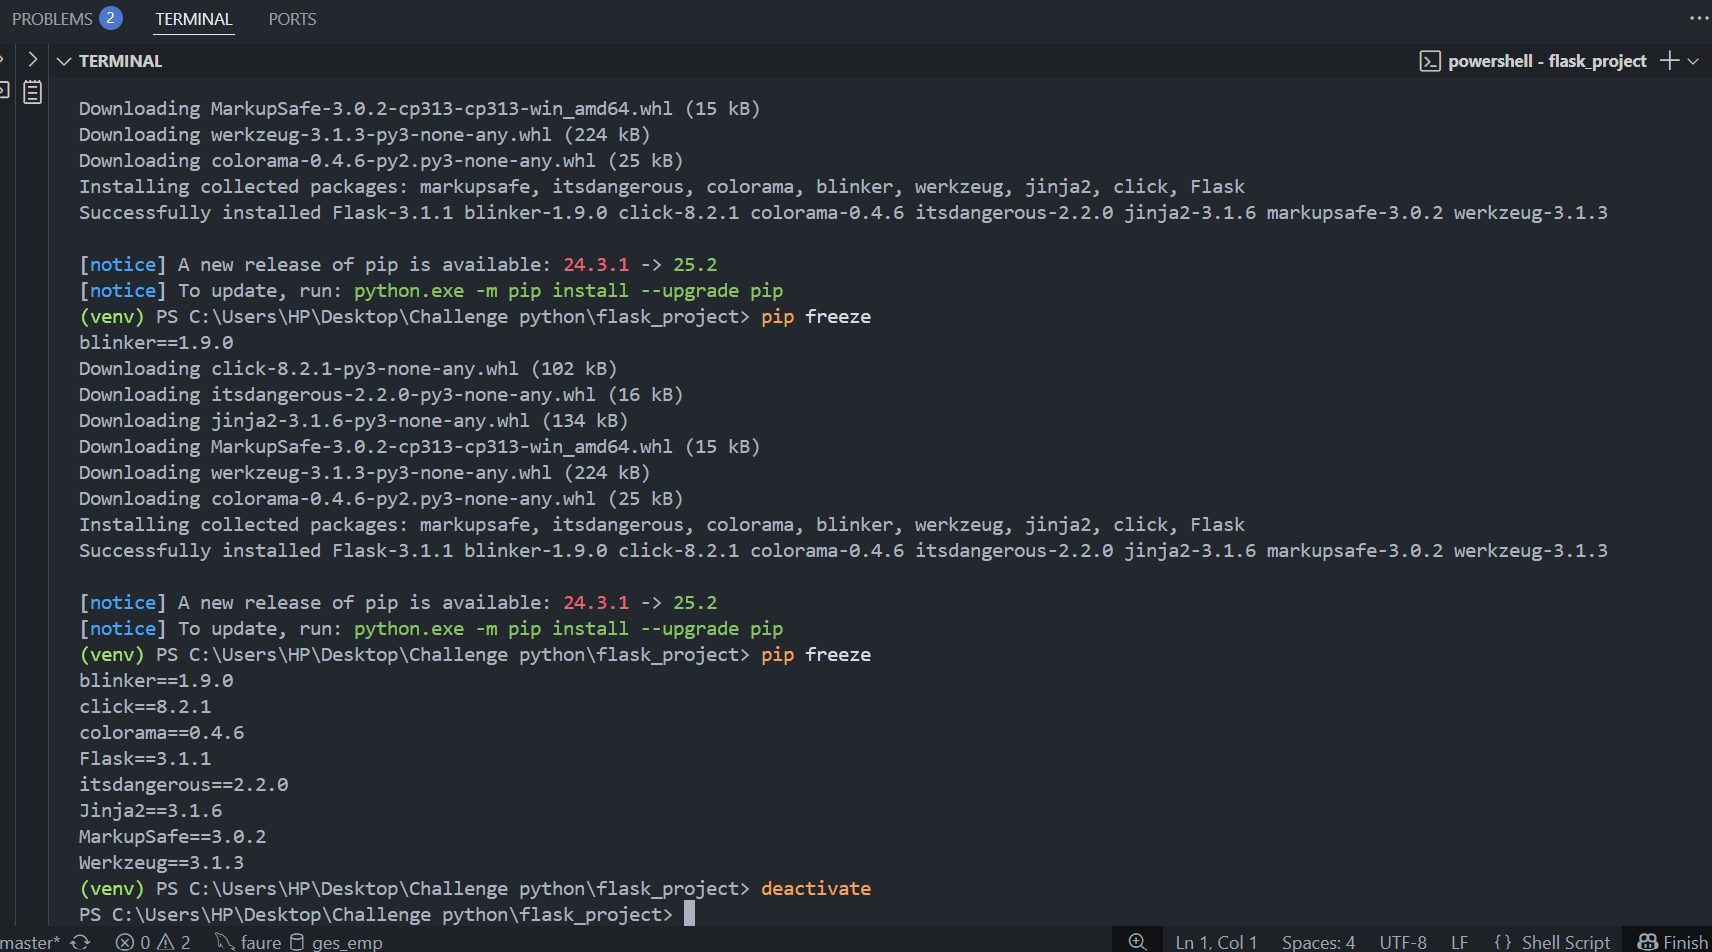 PROBLEMS 2 TERMINAL PORTS
TERMINAL powershell - flask_project
Downloading MarkupSafe-3.0.2-cp313-cp313-win_amd64.whl (15 kB)
Downloading werkzeug-3.1.3-py3-none-any.whl (224 kB)
Downloading colorama-0.4.6-py2.py3-none-any.whl (25 kB)
Installing collected packages: markupsafe, itsdangerous, colorama, blinker, werkzeug, jinja2, click, Flask
Successfully installed Flask-3.1.1 blinker-1.9.0 click-8.2.1 colorama-0.4.6 itsdangerous-2.2.0 jinja2-3.1.6 markupsafe-3.0.2 werkzeug-3.1.3
[notice] A new release of pip is available: 24.3.1 -> 25.2
[notice] To update, run: python.exe -m pip install --upgrade pip
(venv) PS C:\Users\HP\Desktop\Challenge python\flask_project> pip freeze
blinker==1.9.0
Downloading click-8.2.1-py3-none-any.whl (102 kB)
Downloading itsdangerous-2.2.0-py3-none-any.whl (16 kB)
Downloading jinja2-3.1.6-py3-none-any.whl (134 kB)
Downloading MarkupSafe-3.0.2-cp313-cp313-win_amd64.whl (15 kB)
Downloading werkzeug-3.1.3-py3-none-any.whl (224 kB)
Downloading colorama-0.4.6-py2.py3-none-any.whl (25 kB)
Installing collected packages: markupsafe, itsdangerous, colorama, blinker, werkzeug, jinja2, click, Flask
Successfully installed Flask-3.1.1 blinker-1.9.0 click-8.2.1 colorama-0.4.6 itsdangerous-2.2.0 jinja2-3.1.6 markupsafe-3.0.2 werkzeug-3.1.3
[notice] A new release of pip is available: 24.3.1 -> 25.2
[notice] To update, run: python.exe -m pip install --upgrade pip
(venv) PS C:\Users\HP\Desktop\Challenge python\flask_project> pip freeze
blinker==1.9.0
click==8.2.1
colorama==0.4.6
Flask==3.1.1
itsdangerous==2.2.0
Jinja2==3.1.6
MarkupSafe==3.0.2
Werkzeug==3.1.3
(venv) PS C:\Users\HP\Desktop\Challenge python\flask_project> deactivate
PS C:\Users\HP\Desktop\Challenge python\flask_project>
master* 0 2 faure ges_emp Ln 1, Col 1 Spaces: 4 UTF-8 LF {} Shell Script Finish